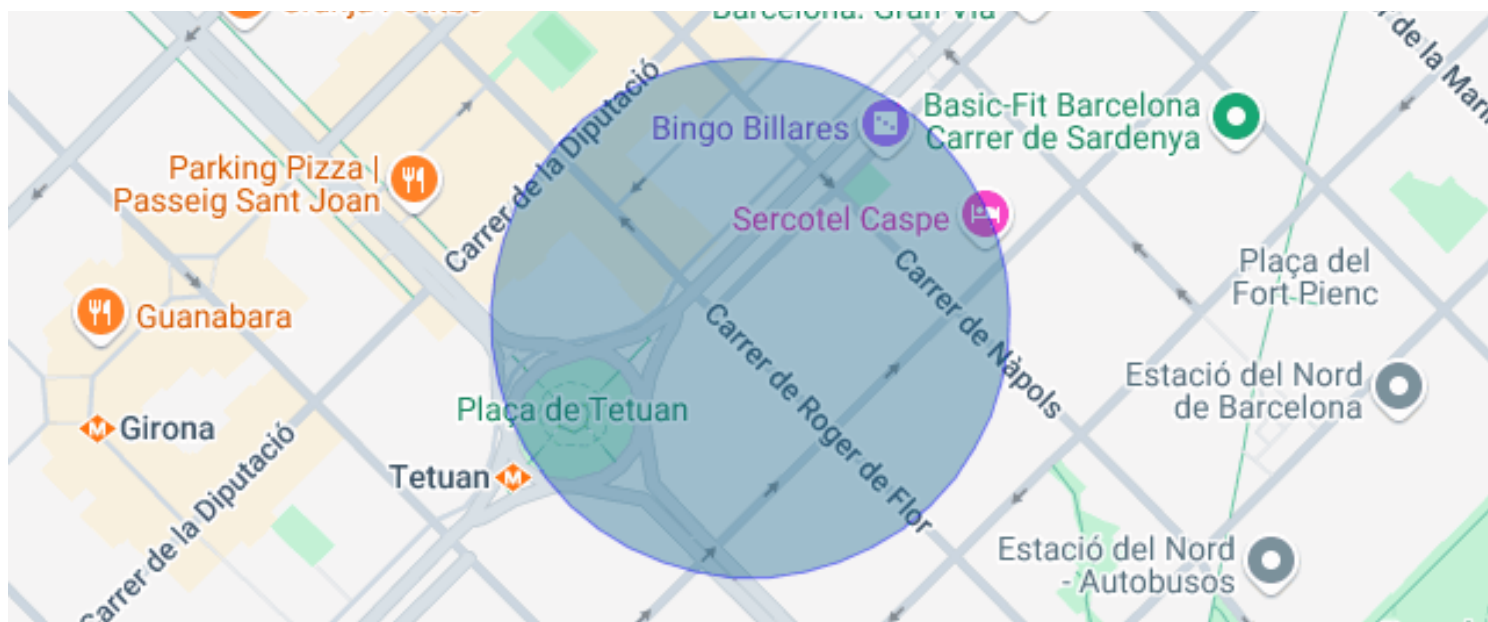 Barcelona. Gran Via
Carrer de la Diputació
Bingo Billares
Basic-Fit Barcelona
Carrer de Sardenya
Parking Pizza |
Passeig Sant Joan
Sercotel Caspe
Plaça del
Fort Pienc
Guanabara
Carrer de Nàpols
Carrer de Roger de Flor
Estació del Nord
de Barcelona
Plaça de Tetuan
Girona
Tetuan
Carrer de la Diputació
Estació del Nord
- Autobusos